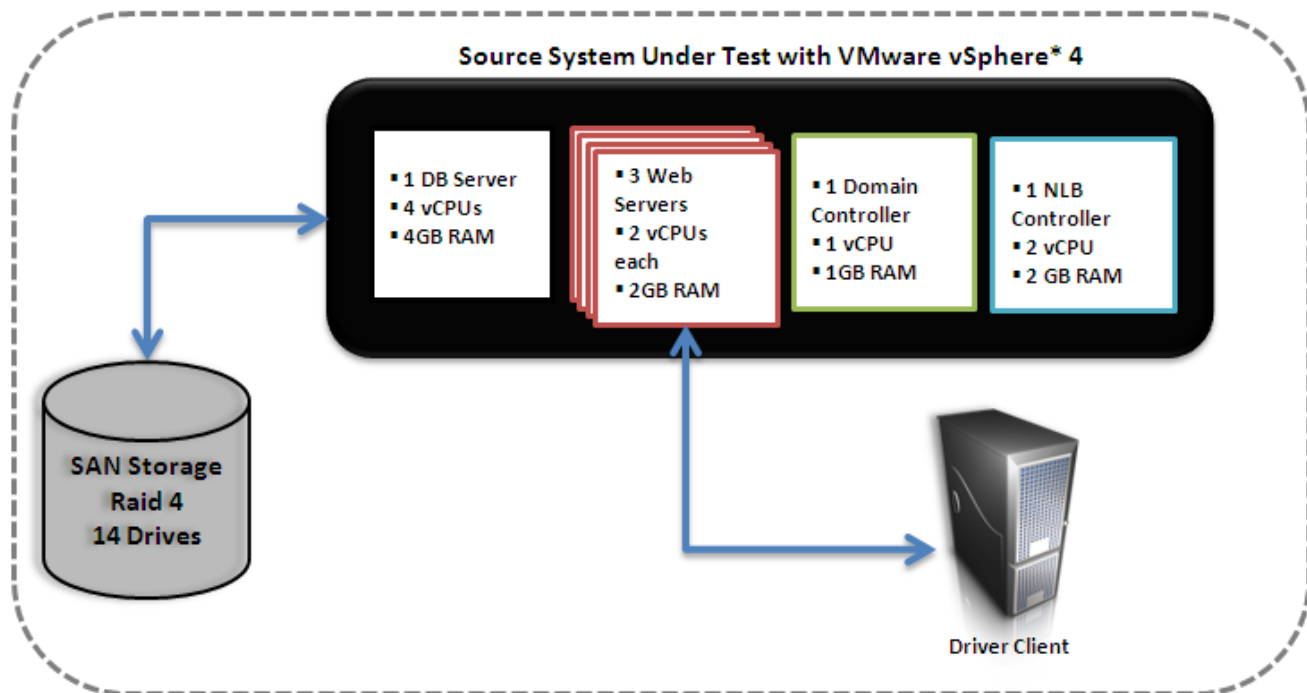 Source System Under Test with VMware vSphere* 4
▪ 1 DB Server
▪ 4 vCPUs
▪ 4GB RAM
▪ 3 Web
Servers
▪ 2 vCPUs
each
▪ 2GB RAM
▪ 1 Domain
Controller
▪ 1 vCPU
▪ 1GB RAM
▪ 1 NLB
Controller
▪ 2 vCPU
▪ 2 GB RAM
SAN Storage
Raid 4
14 Drives
Driver Client